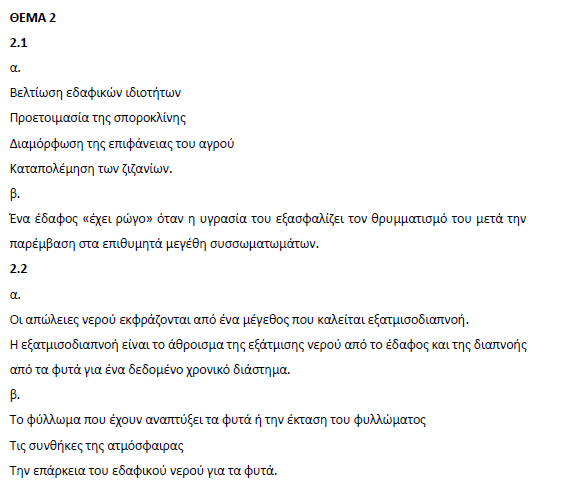 ΘΕΜΑ 2
2.1
α.
Βελτίωση εδαφικών ιδιοτήτων
Προετοιμασία της σποροκλίνης
Διαμόρφωση της επιφάνειας του αγρού
Καταπολέμηση των ζιζανίων.
β.
Ένα έδαφος «έχει ρώγο» όταν η υγρασία του εξασφαλίζει τον θρυμματισμό του μετά την
παρέμβαση στα επιθυμητά μεγέθη συσσωματωμάτων.
2.2
α.
Οι απώλειες νερού εκφράζονται από ένα μέγεθος που καλείται εξατμισοδιαπνοή.
Η εξατμισοδιαπνοή είναι το άθροισμα της εξάτμισης νερού από το έδαφος και της διαπνοής
από τα φυτά για ένα δεδομένο χρονικό διάστημα.
β.
Το φύλλωμα που έχουν αναπτύξει τα φυτά ή την έκταση του φυλλώματος
Τις συνθήκες της ατμόσφαιρας
Την επάρκεια του εδαφικού νερού για τα φυτά.